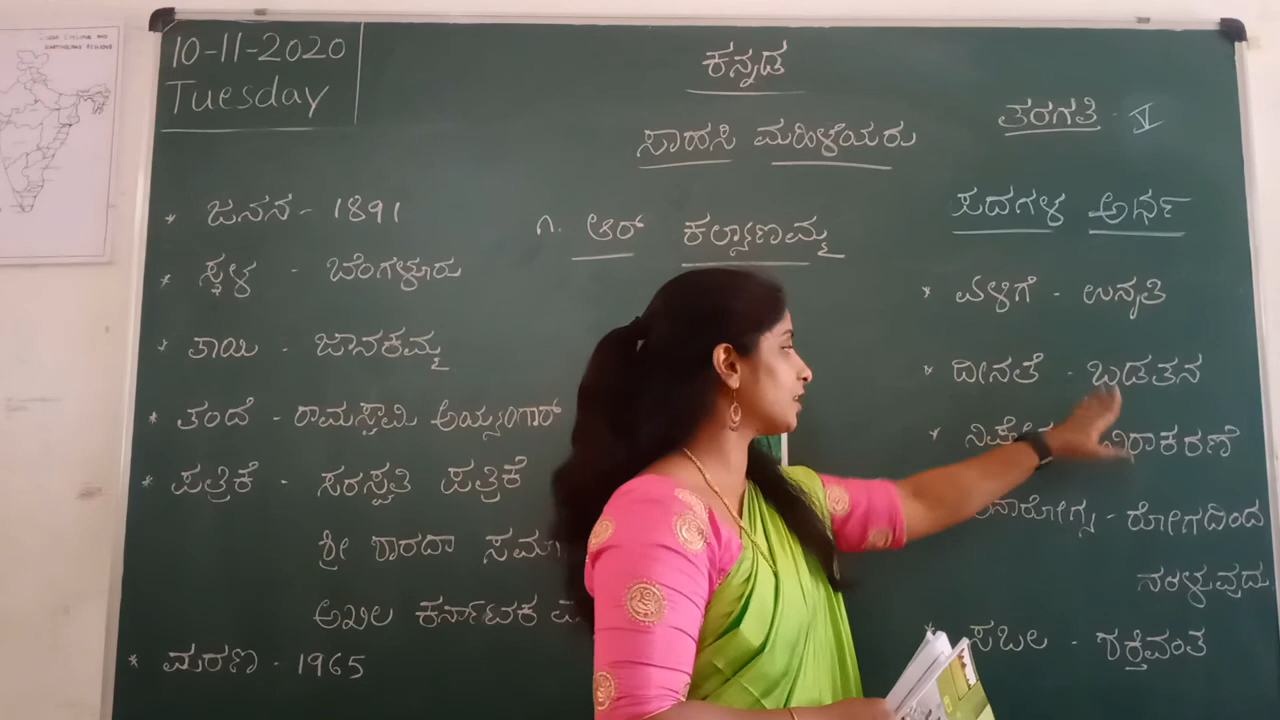 10-11-2020
Tuesday
ಕನ್ನಡ
ತರಗತಿ - V
ಸಾಹಸಿ ಮಹಿಳೆಯರು
೧. ಆರ್ ಕಲ್ಯಾಣಮ್ಮ
* ಜನನ - 1891
* ಸ್ಥಳ - ಬೆಂಗಳೂರು
* ತಾಯಿ - ಜಾನಕಮ್ಮ
* ತಂದೆ - ರಾಮಸ್ವಾಮಿ ಅಯ್ಯಂಗಾರ್
* ಪತ್ರಿಕೆ - ಸರಸ್ವತಿ ಪತ್ರಿಕೆ
ಶ್ರೀ ಶಾರದಾ
ಅಖಿಲ ಕರ್ನಾಟಕ
* ಮರಣ - 1965
ಪದಗಳ ಅರ್ಥ
* ಏಳಿಗೆ - ಉನ್ನತಿ
* ದೀನತೆ - ಬಡತನ
* ನಿರಾಕರಣೆ
- ರೋಗದಿಂದ
ನರಳುವುದು
* ಸಬಲ - ಶಕ್ತಿವಂತ